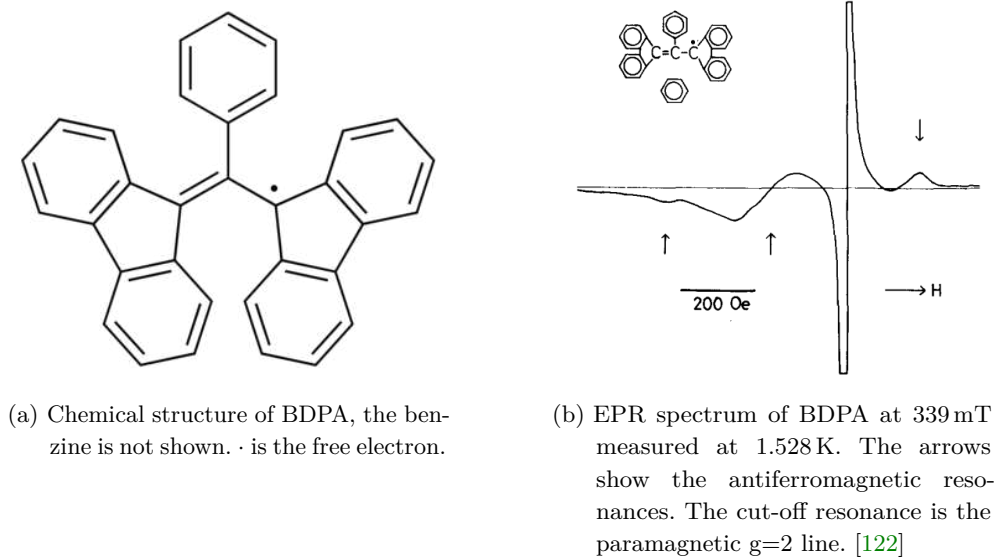 C=C-C
200 Oe
H
(a) Chemical structure of BDPA, the ben-
zine is not shown. · is the free electron.
(b) EPR spectrum of BDPA at 339 mT
measured at 1.528 K. The arrows
show the antiferromagnetic reso-
nances. The cut-off resonance is the
paramagnetic g=2 line. [122]